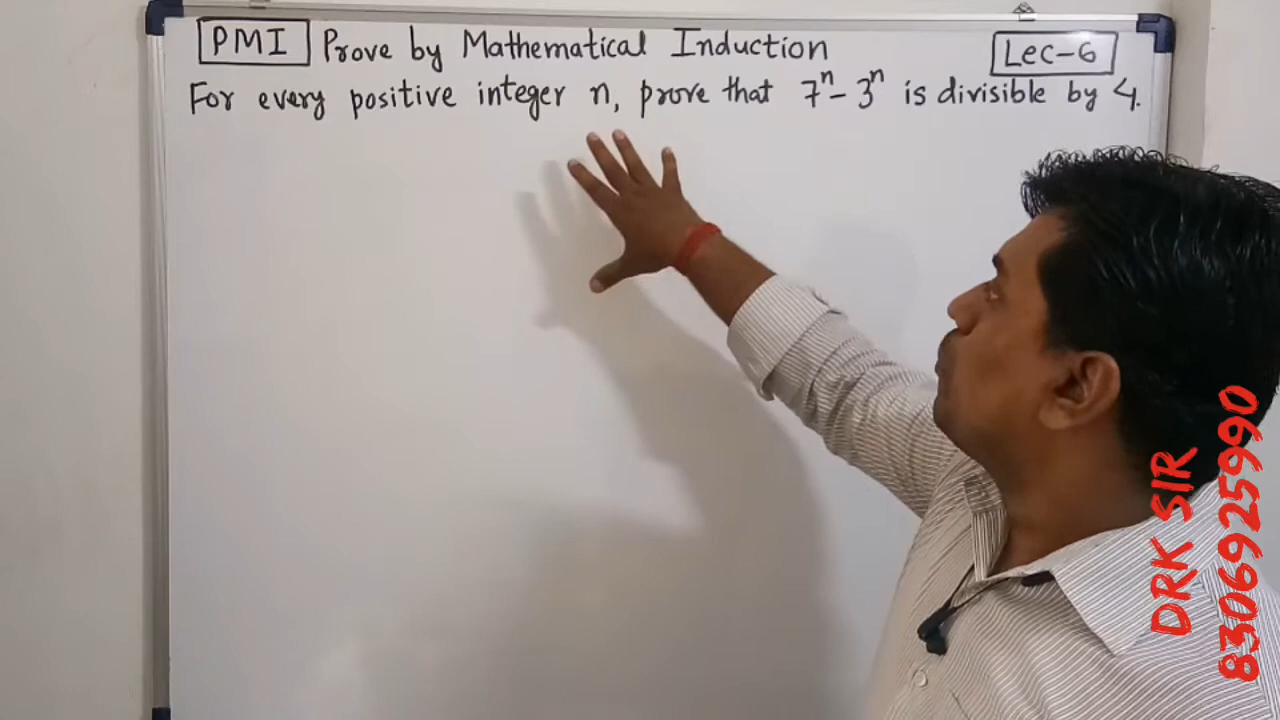 PMI Prove by Mathematical Induction Lec-6
For every positive integer n, prove that 7ⁿ - 3ⁿ is divisible by 4.
DRK SIR
8306925990